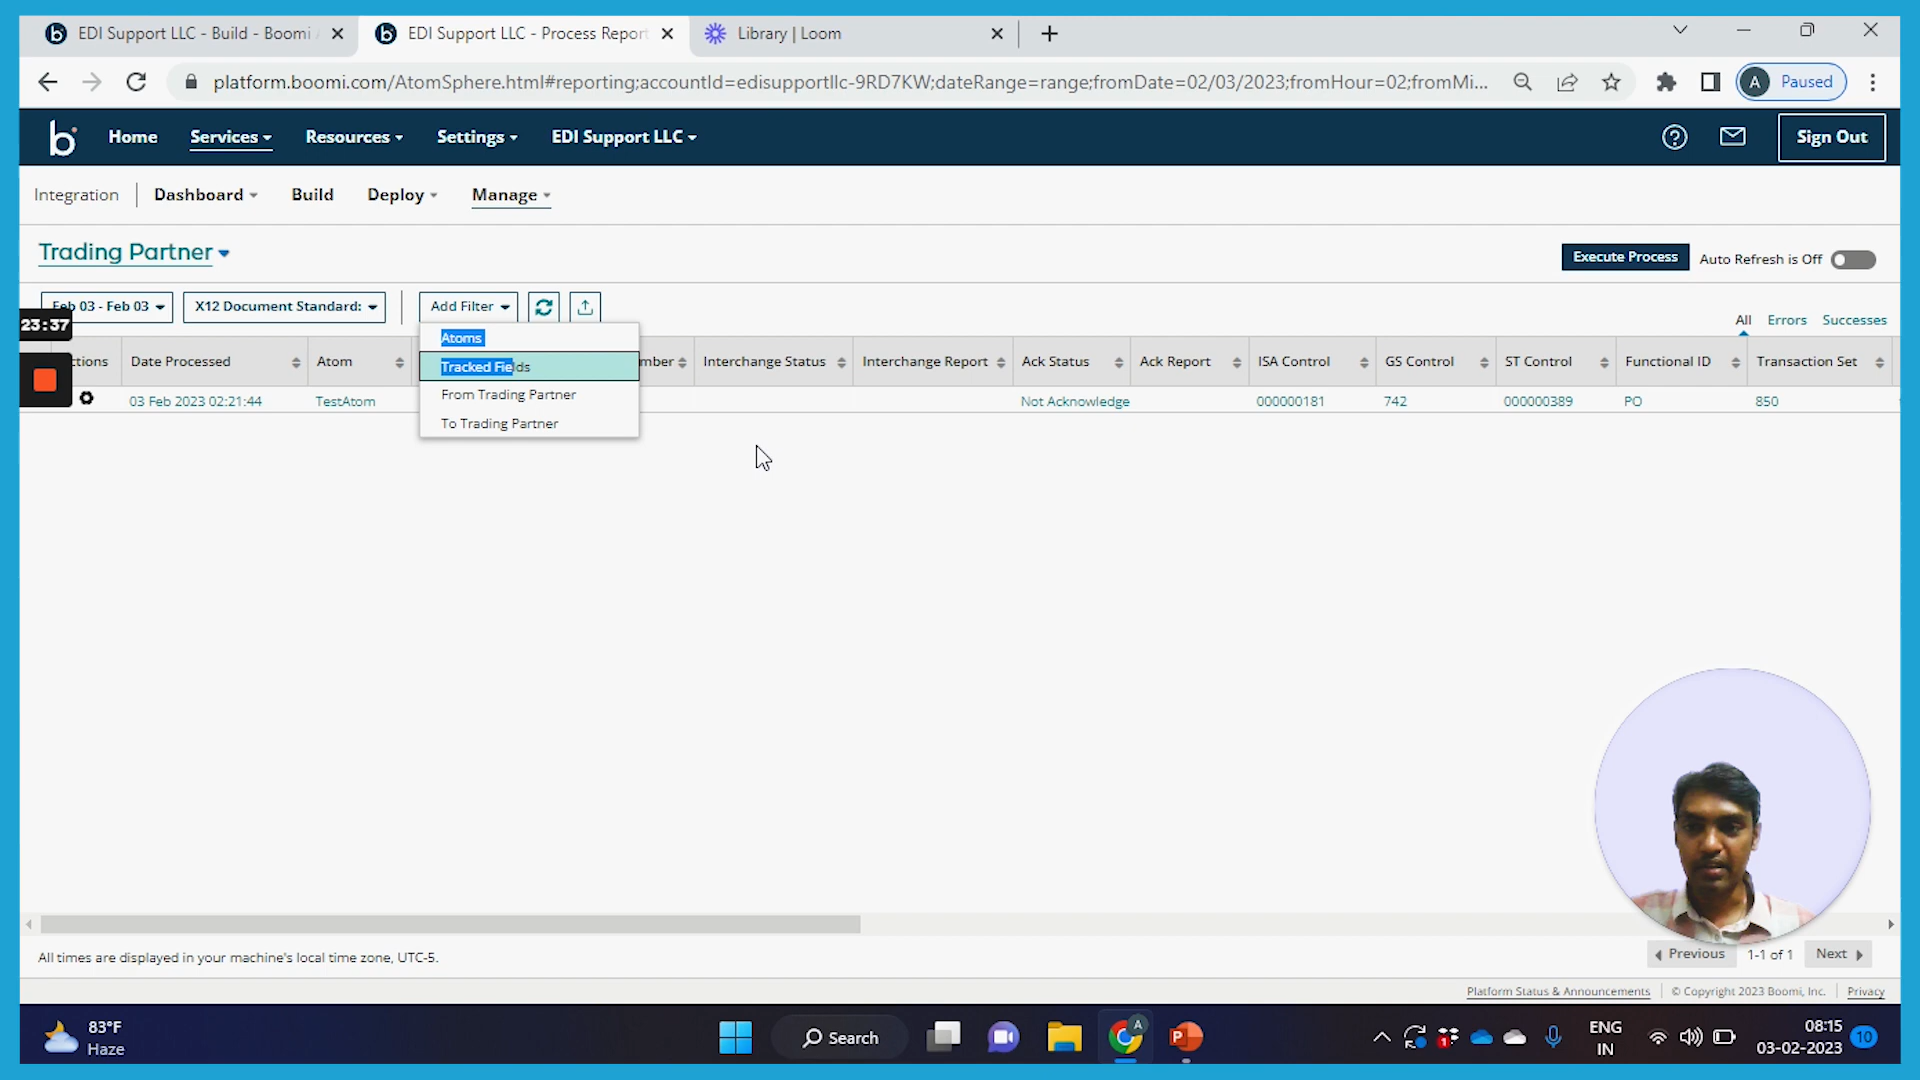 EDI Support LLC - Build - Boomi
EDI Support LLC - Process Report
Library | Loom
platform.boomi.com/AtomSphere.html#reporting;accountId=edisupportllc-9RD7KW;dateRange=range;fromDate=02/03/2023;fromHour=02;fromMi...
A Paused
Home Services Resources Settings EDI Support LLC Sign Out
Integration Dashboard Build Deploy Manage
Trading Partner
Execute Process Auto Refresh is Off
Feb 03 - Feb 03 X12 Document Standard: Add Filter
23:37
All Errors Successes
Atoms
Tracked Fields
From Trading Partner
To Trading Partner
ctions Date Processed Atom mber Interchange Status Interchange Report Ack Status Ack Report ISA Control GS Control ST Control Functional ID Transaction Set
03 Feb 2023 02:21:44 TestAtom Not Acknowledge 000000181 742 000000389 PO 850
All times are displayed in your machine's local time zone, UTC-5.
Previous 1-1 of 1 Next
Platform Status & Announcements © Copyright 2023 Boomi, Inc. Privacy
83°F
Haze
Search
A
1
ENG
IN
08:15
03-02-2023
10